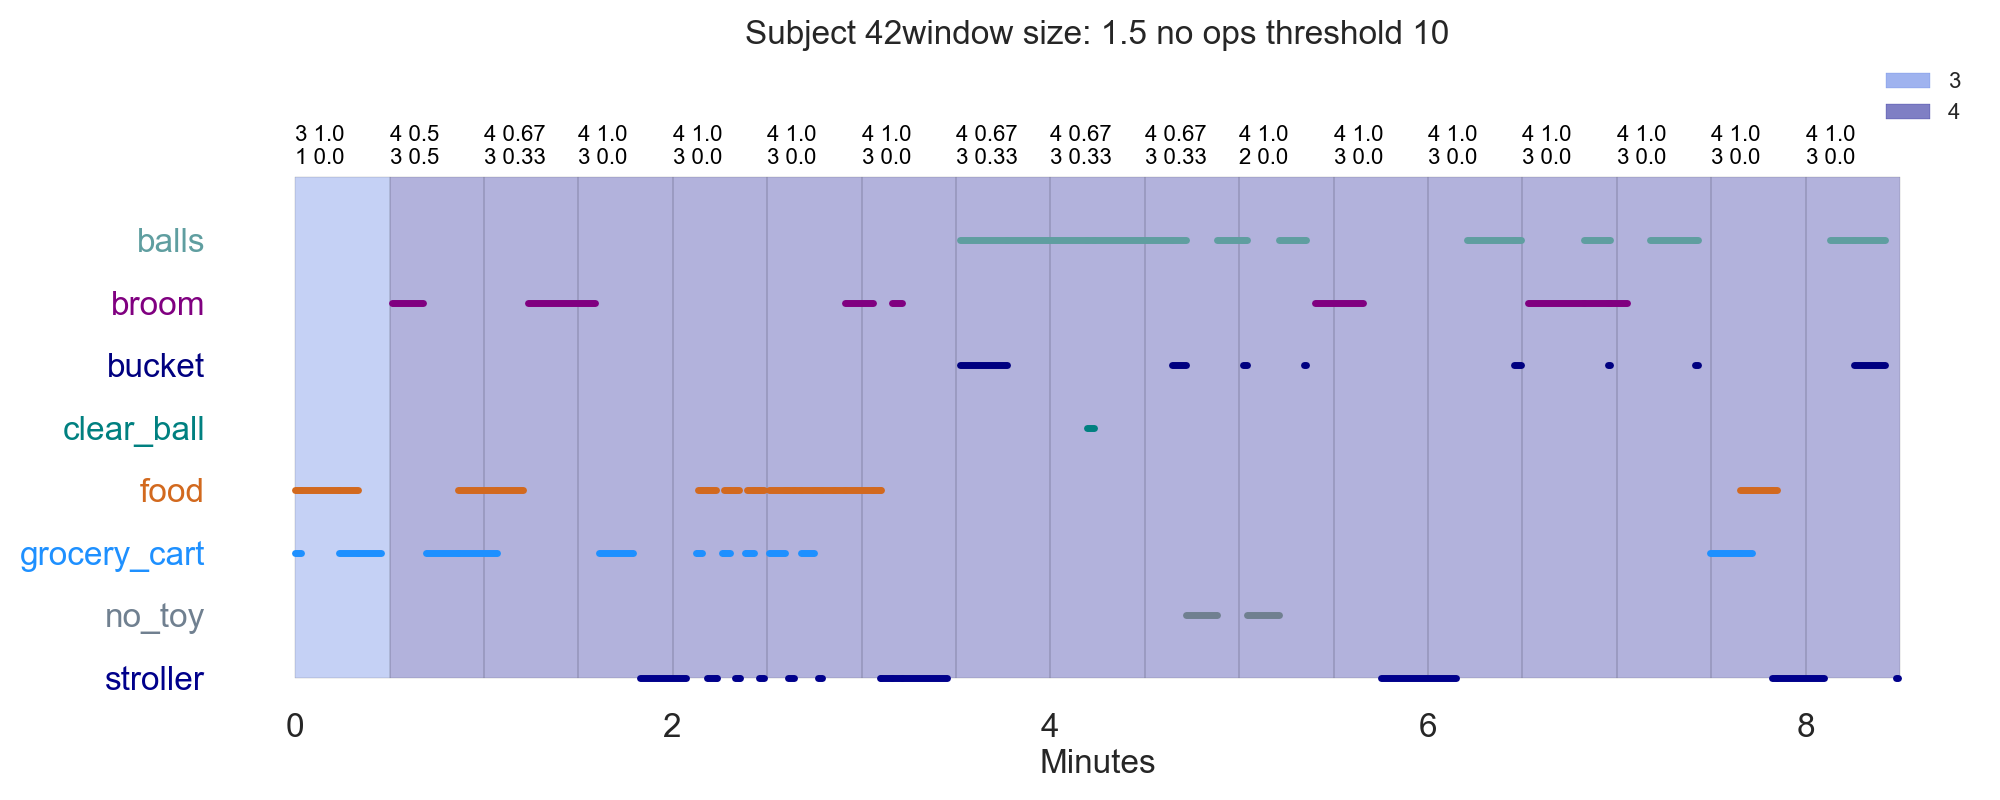 Subject 42window size: 1.5 no ops threshold 10
3
4
3 1.0 4 0.5 4 0.67 4 1.0 4 1.0 4 1.0 4 1.0 4 0.67 4 0.67 4 0.67 4 1.0 4 1.0 4 1.0 4 1.0 4 1.0 4 1.0 4 1.0
1 0.0 3 0.5 3 0.33 3 0.0 3 0.0 3 0.0 3 0.0 3 0.33 3 0.33 3 0.33 2 0.0 3 0.0 3 0.0 3 0.0 3 0.0 3 0.0 3 0.0
balls
broom
bucket
clear_ball
food
grocery_cart
no_toy
stroller
0 2 4 6 8
Minutes